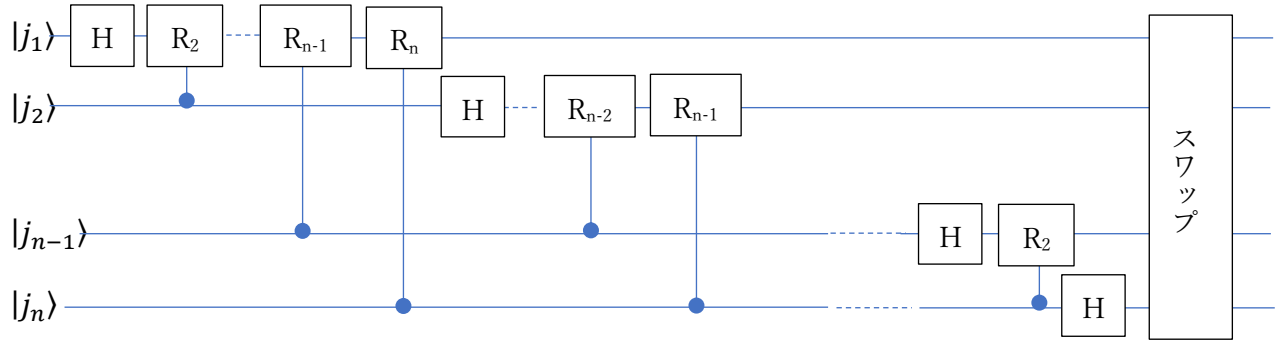 |j₁⟩ H R₂ Rₙ₋₁ Rₙ
|j₂⟩ H Rₙ₋₂ Rₙ₋₁
|jₙ₋₁⟩ H R₂
|jₙ⟩ H
スワップ